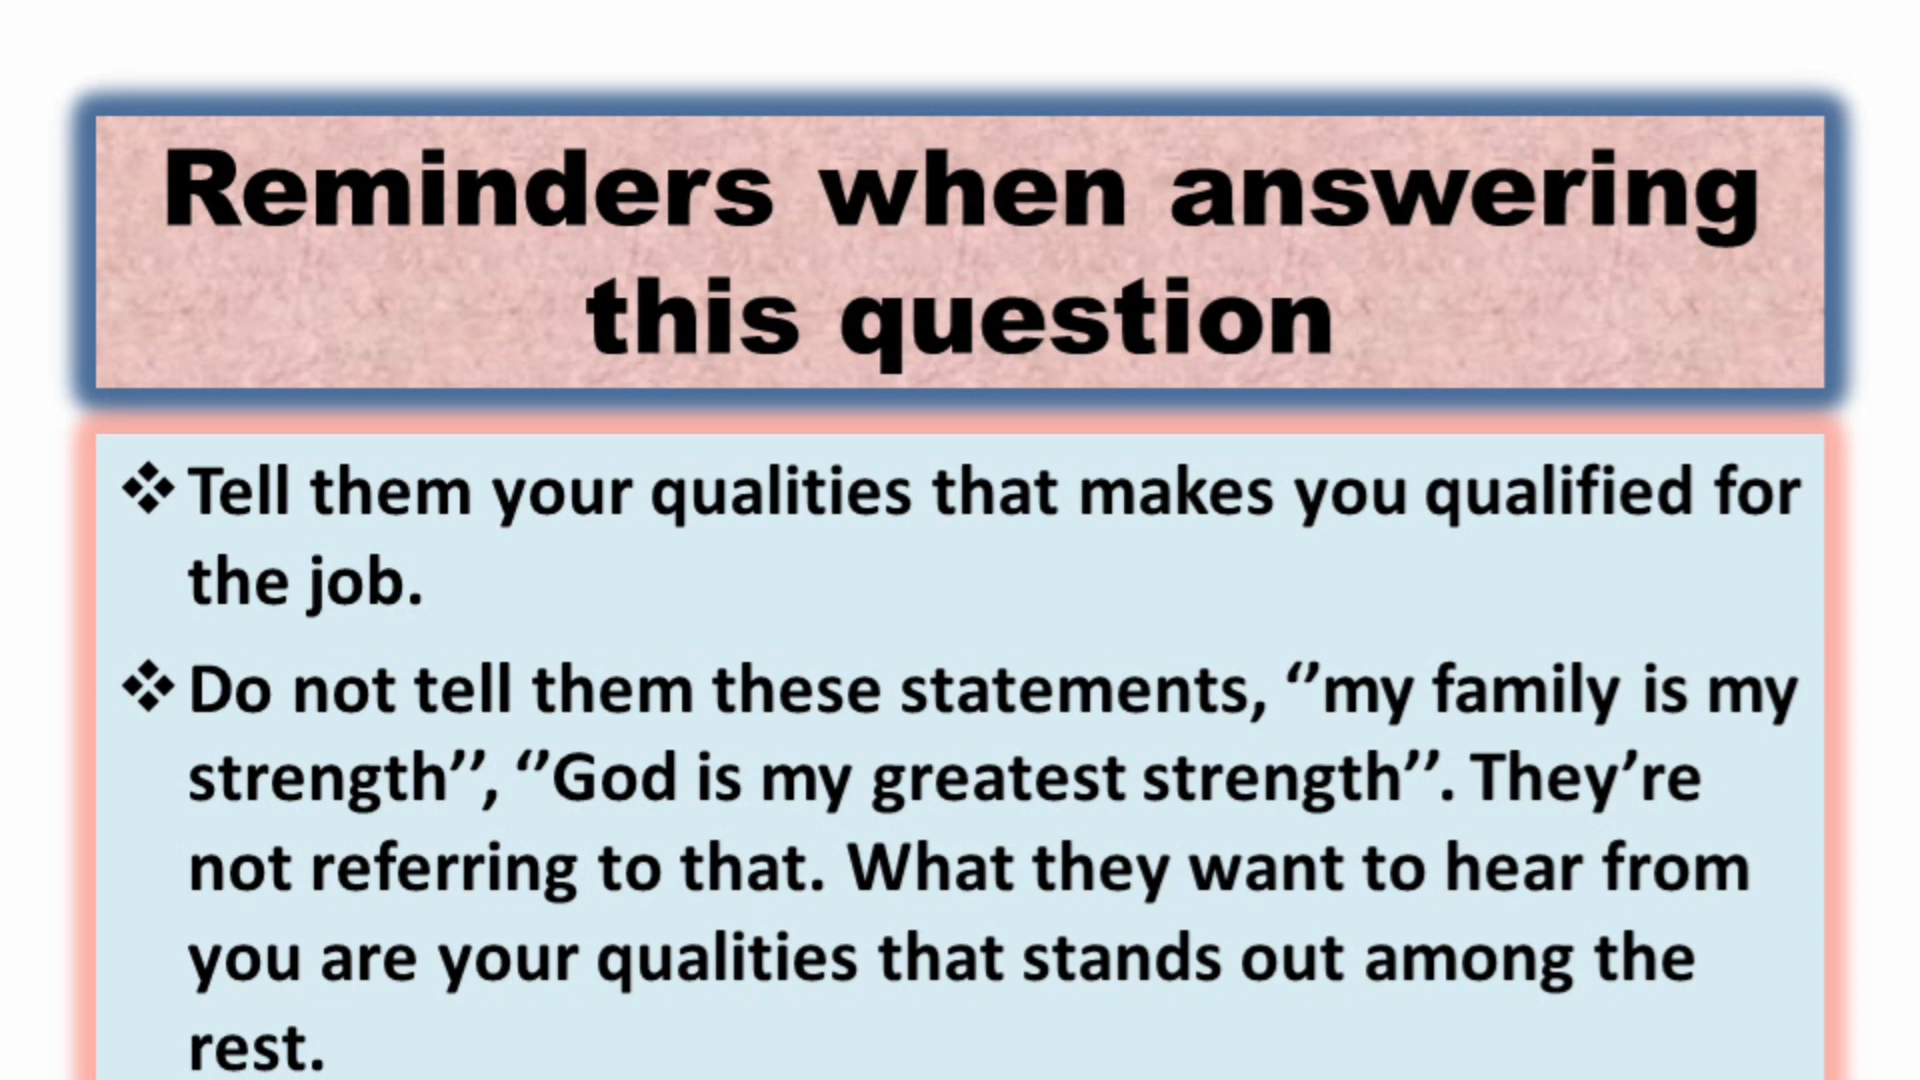 Reminders when answering
this question
❖Tell them your qualities that makes you qualified for
the job.
❖Do not tell them these statements, ‘’my family is my
strength’’, ‘’God is my greatest strength’’. They’re
not referring to that. What they want to hear from
you are your qualities that stands out among the
rest.